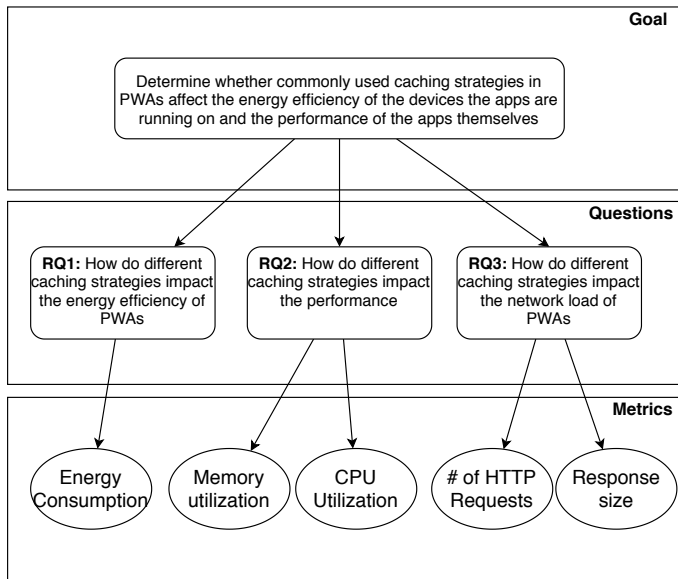 Goal
Determine whether commonly used caching strategies in
PWAs affect the energy efficiency of the devices the apps are
running on and the performance of the apps themselves
Questions
RQ1: How do different
caching strategies impact
the energy efficiency of
PWAs
RQ2: How do different
caching strategies impact
the performance
RQ3: How do different
caching strategies impact
the network load of
PWAs
Metrics
Energy
Consumption
Memory
utilization
CPU
Utilization
# of HTTP
Requests
Response
size